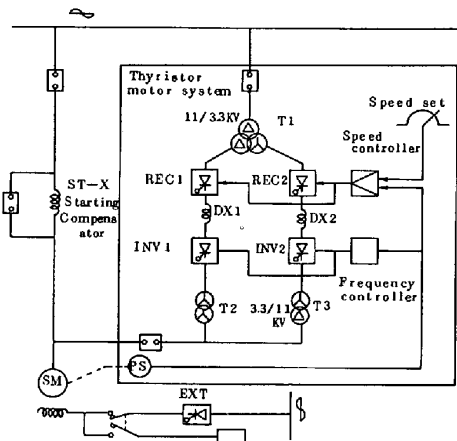 Thyristor
motor system
11/3.3KV
T1
Speed set
Speed
controller
ST-X
Starting
Compens
ator
REC1
REC2
DX1
DX2
INV1
INV2
T2
3.3/11
KV
T3
Frequency
controller
SM
PS
EXT